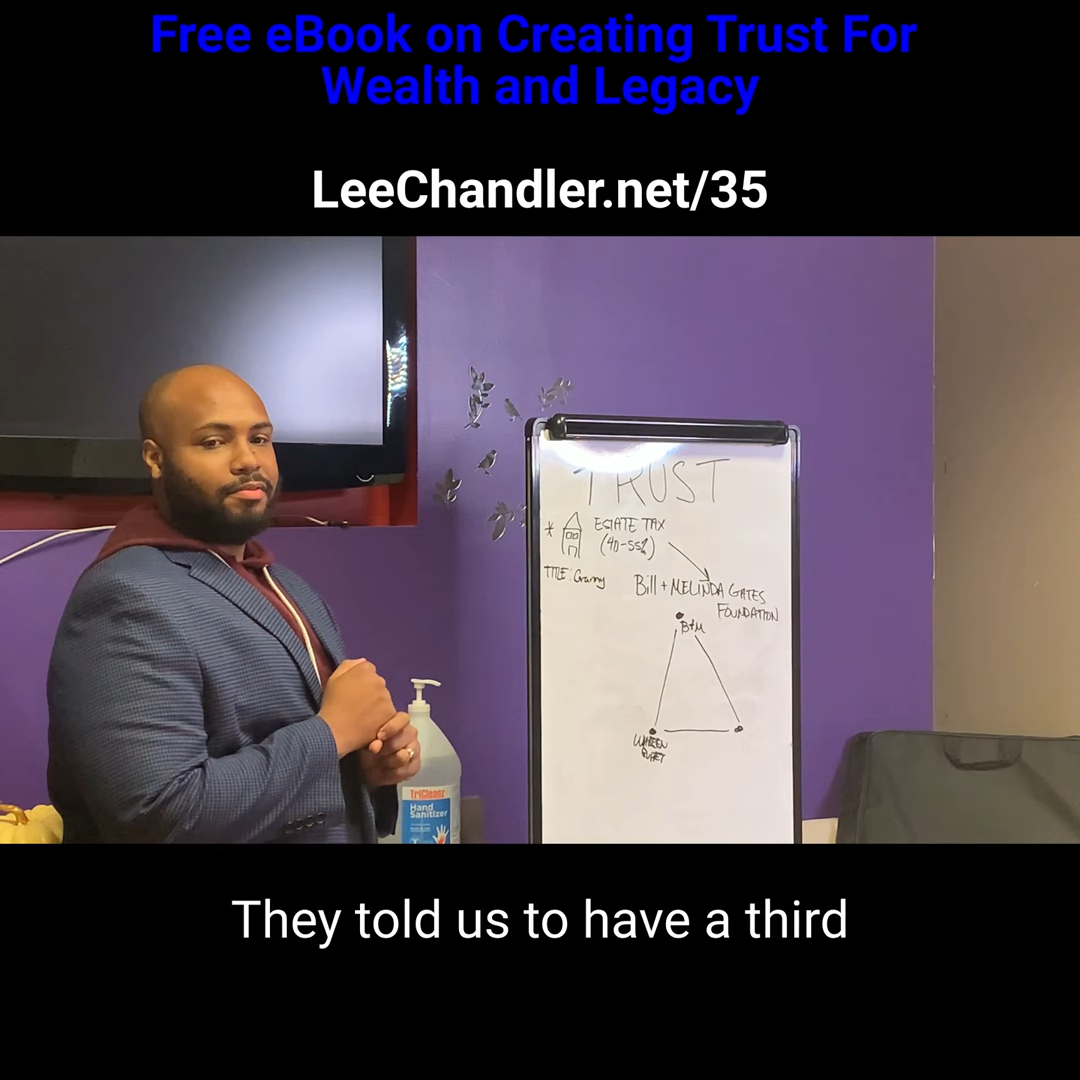 Free eBook on Creating Trust For
Wealth and Legacy
LeeChandler.net/35
TRUST
* ESTATE TAX
(40-55%)
TITLE: Granny
Bill + MELINDA GATES
FOUNDATION
B+M
WARREN
BUFFET
TriCleanz
Hand
Sanitizer
They told us to have a third